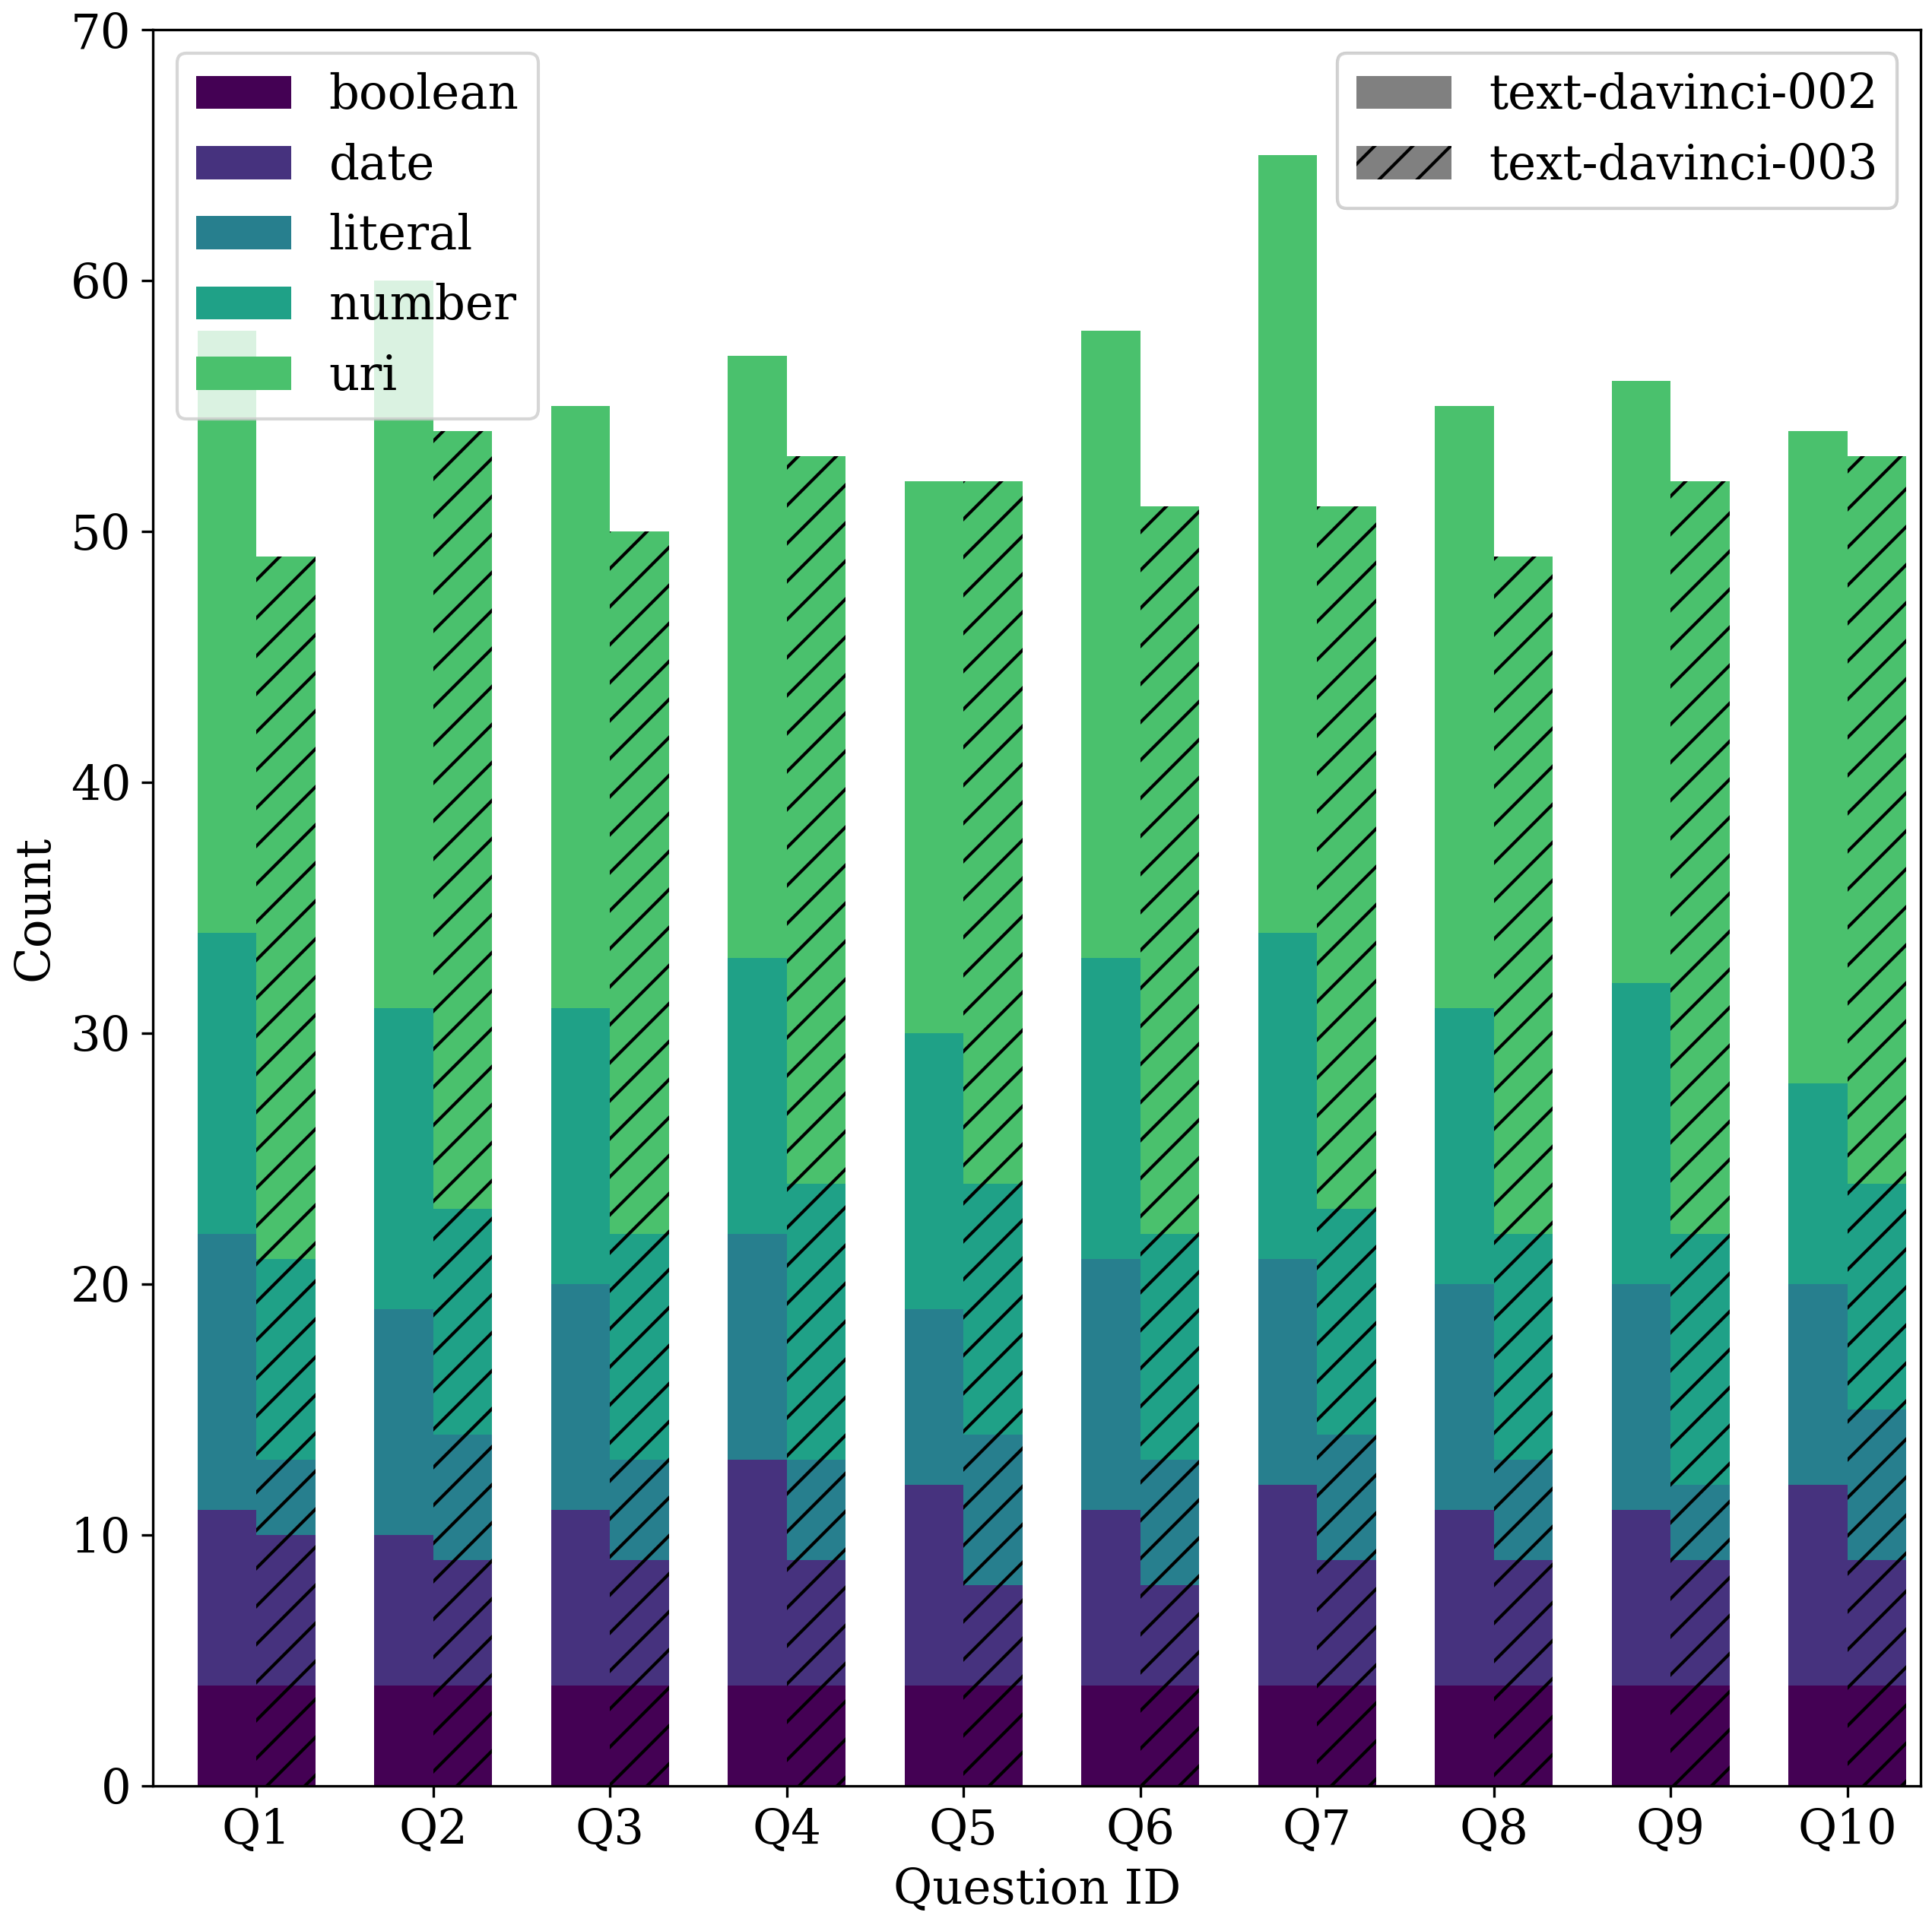 70
60
50
40
30
20
10
0
Count
boolean
date
literal
number
uri
text-davinci-002
text-davinci-003
Q1 Q2 Q3 Q4 Q5 Q6 Q7 Q8 Q9 Q10
Question ID